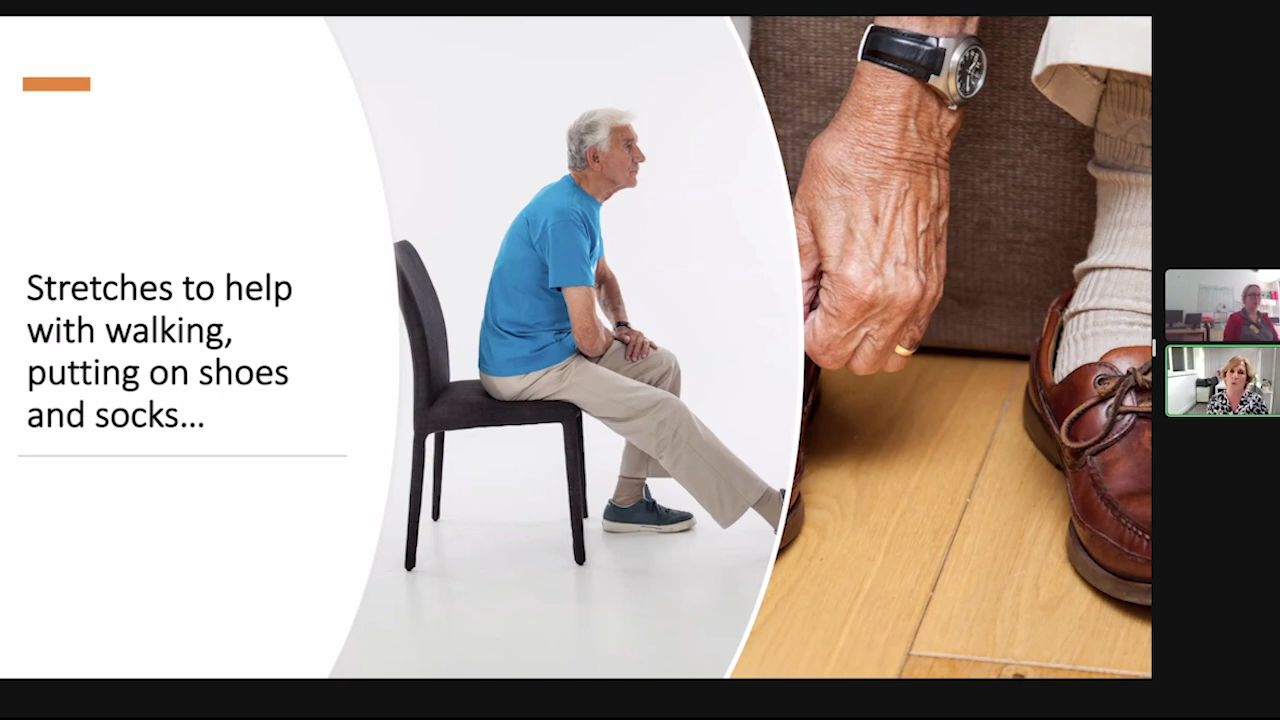 Stretches to help
with walking,
putting on shoes
and socks...